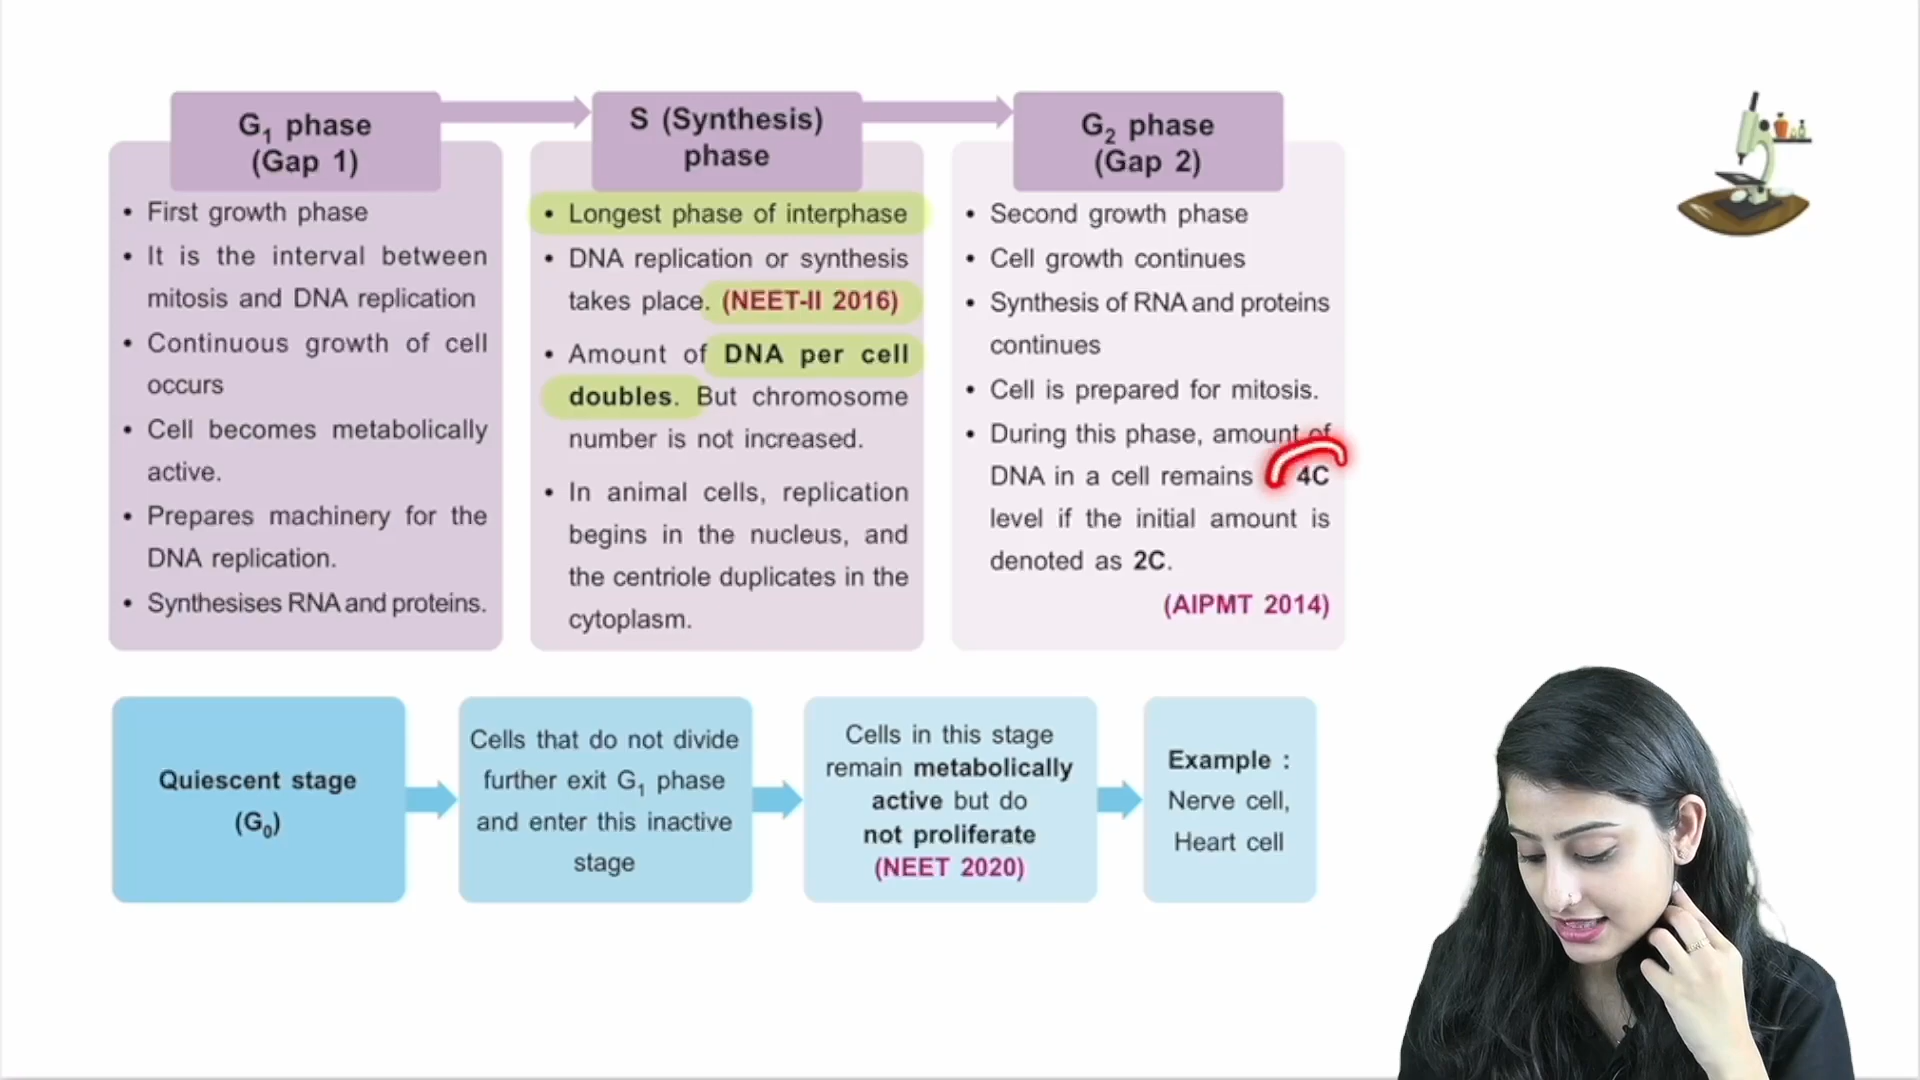 G₁ phase
(Gap 1)
• First growth phase
• It is the interval between
mitosis and DNA replication
• Continuous growth of cell
occurs
• Cell becomes metabolically
active.
• Prepares machinery for the
DNA replication.
• Synthesises RNA and proteins.
S (Synthesis)
phase
• Longest phase of interphase
• DNA replication or synthesis
takes place. (NEET-II 2016)
• Amount of DNA per cell
doubles. But chromosome
number is not increased.
• In animal cells, replication
begins in the nucleus, and
the centriole duplicates in the
cytoplasm.
G₂ phase
(Gap 2)
• Second growth phase
• Cell growth continues
• Synthesis of RNA and proteins
continues
• Cell is prepared for mitosis.
• During this phase, amount of
DNA in a cell remains 4C
level if the initial amount is
denoted as 2C.
(AIPMT 2014)
Quiescent stage
(G₀)
Cells that do not divide
further exit G₁ phase
and enter this inactive
stage
Cells in this stage
remain metabolically
active but do
not proliferate
(NEET 2020)
Example :
Nerve cell,
Heart cell